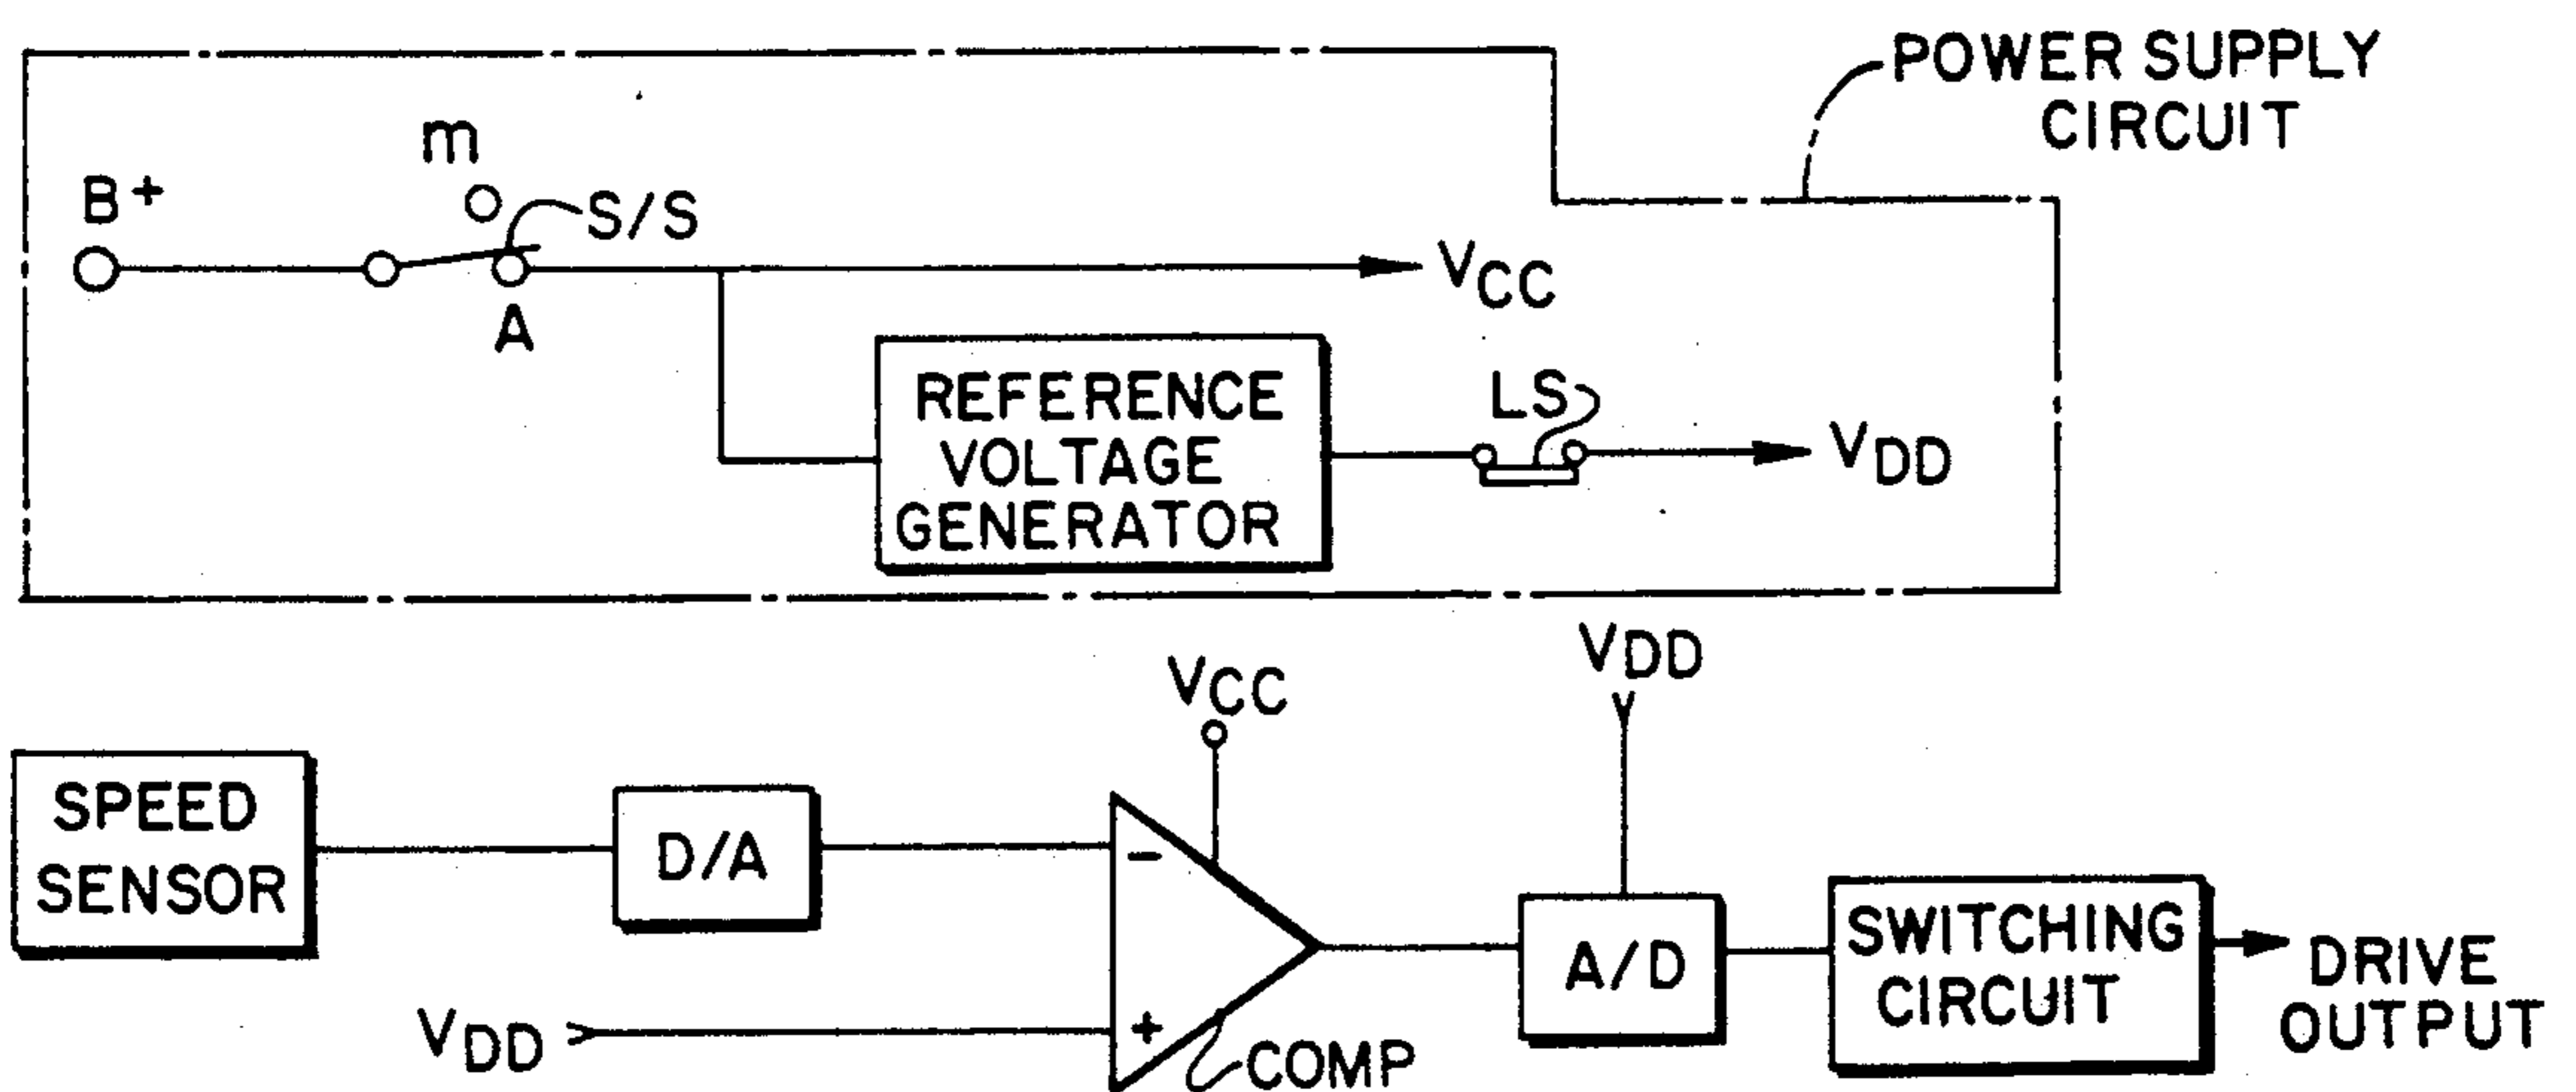 POWER SUPPLY
CIRCUIT
m
B+
S/S
A
VCC
REFERENCE
VOLTAGE
GENERATOR
LS
VDD
VDD
VCC
SPEED
SENSOR
D/A
−
+
VDD
COMP
A/D
SWITCHING
CIRCUIT
DRIVE
OUTPUT